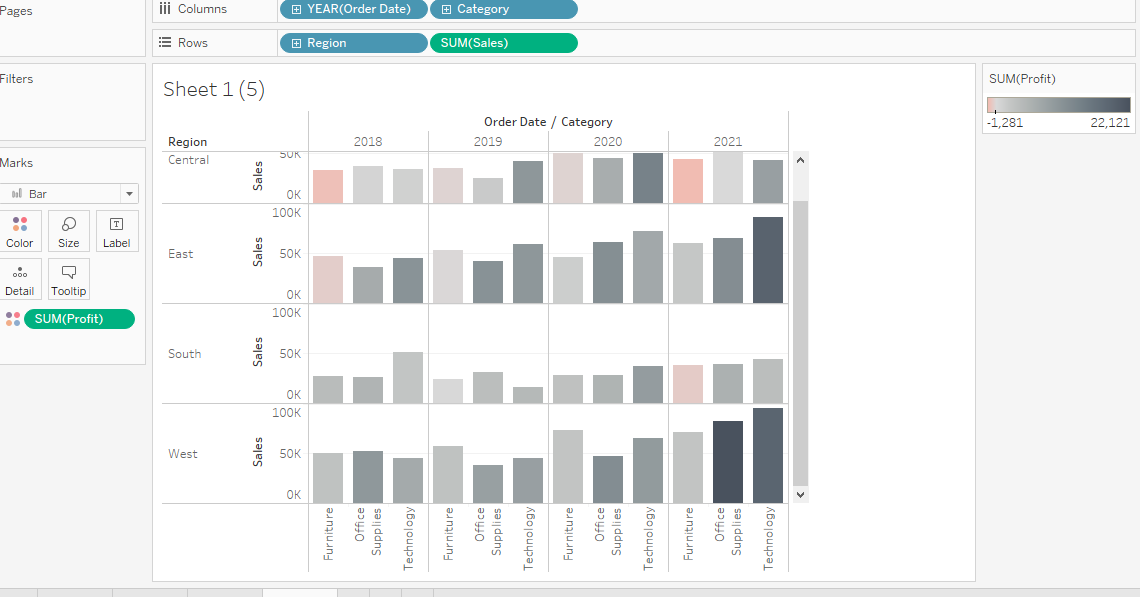 Pages
Columns
YEAR(Order Date)
Category
Rows
Region
SUM(Sales)
Filters
Marks
Bar
Color
Size
Label
Detail
Tooltip
SUM(Profit)
Sheet 1 (5)
Order Date / Category
Region
2018
2019
2020
2021
Central
Sales
50K
0K
East
Sales
100K
50K
0K
South
Sales
100K
50K
0K
West
Sales
100K
50K
0K
Furniture
Office
Supplies
Technology
Furniture
Office
Supplies
Technology
Furniture
Office
Supplies
Technology
Furniture
Office
Supplies
Technology
SUM(Profit)
-1,281
22,121